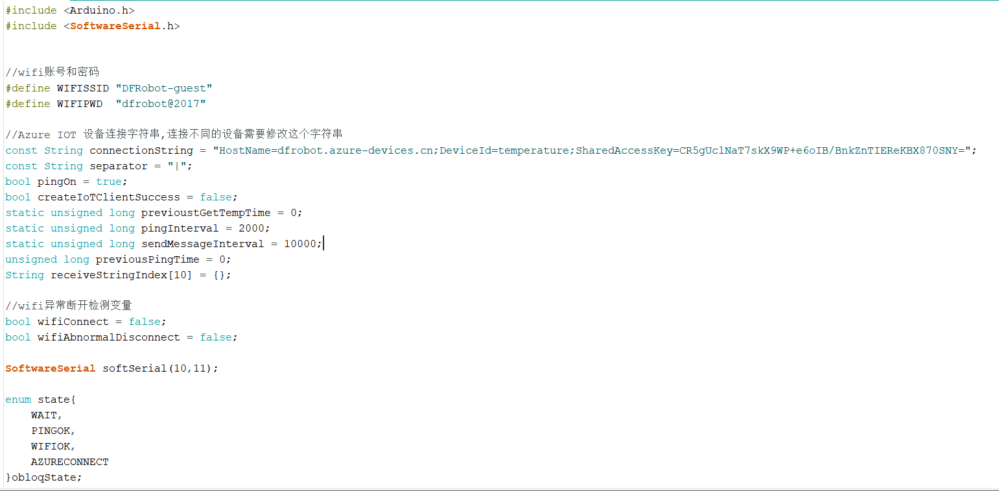 #include <Arduino.h>
#include <SoftwareSerial.h>
//wifi账号和密码
#define WIFISSID "DFRobot-guest"
#define WIFIPWD  "dfrobot@2017"
//Azure IOT 设备连接字符串,连接不同的设备需要修改这个字符串
const String connectionString = "HostName=dfrobot.azure-devices.cn;DeviceId=temperature;SharedAccessKey=CR5gUclNaT7skX9WP+e6oIB/BnkZnTIEReKBX870SNY=";
const String separator = "|";
bool pingOn = true;
bool createIoTClientSuccess = false;
static unsigned long previoustGetTempTime = 0;
static unsigned long pingInterval = 2000;
static unsigned long sendMessageInterval = 10000;
unsigned long previousPingTime = 0;
String receiveStringIndex[10] = {};
//wifi异常断开检测变量
bool wifiConnect = false;
bool wifiAbnormalDisconnect = false;
SoftwareSerial softSerial(10,11);
enum state{
    WAIT,
    PINGOK,
    WIFIOK,
    AZURECONNECT
}obloqState;